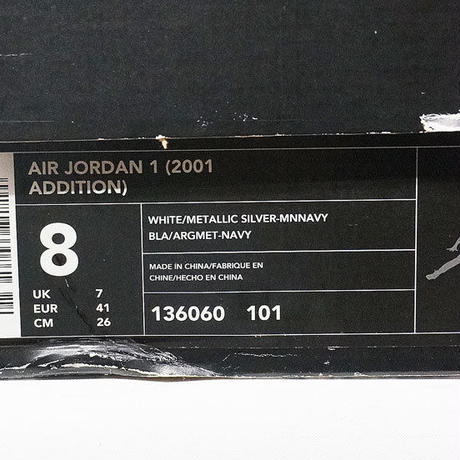 AIR JORDAN 1 (2001
ADDITION)
8
WHITE/METALLIC SILVER-MNNAVY
BLA/ARGMET-NAVY
MADE IN CHINA/FABRIQUE EN
CHINE/HECHO EN CHINA
UK 7
EUR 41
CM 26
136060 101